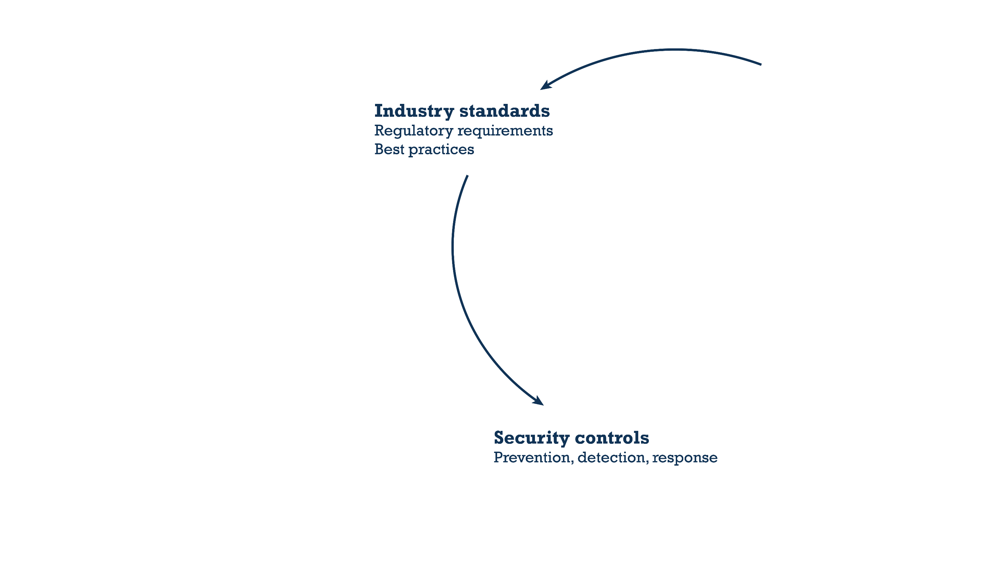 Industry standards
Regulatory requirements
Best practices
Security controls
Prevention, detection, response